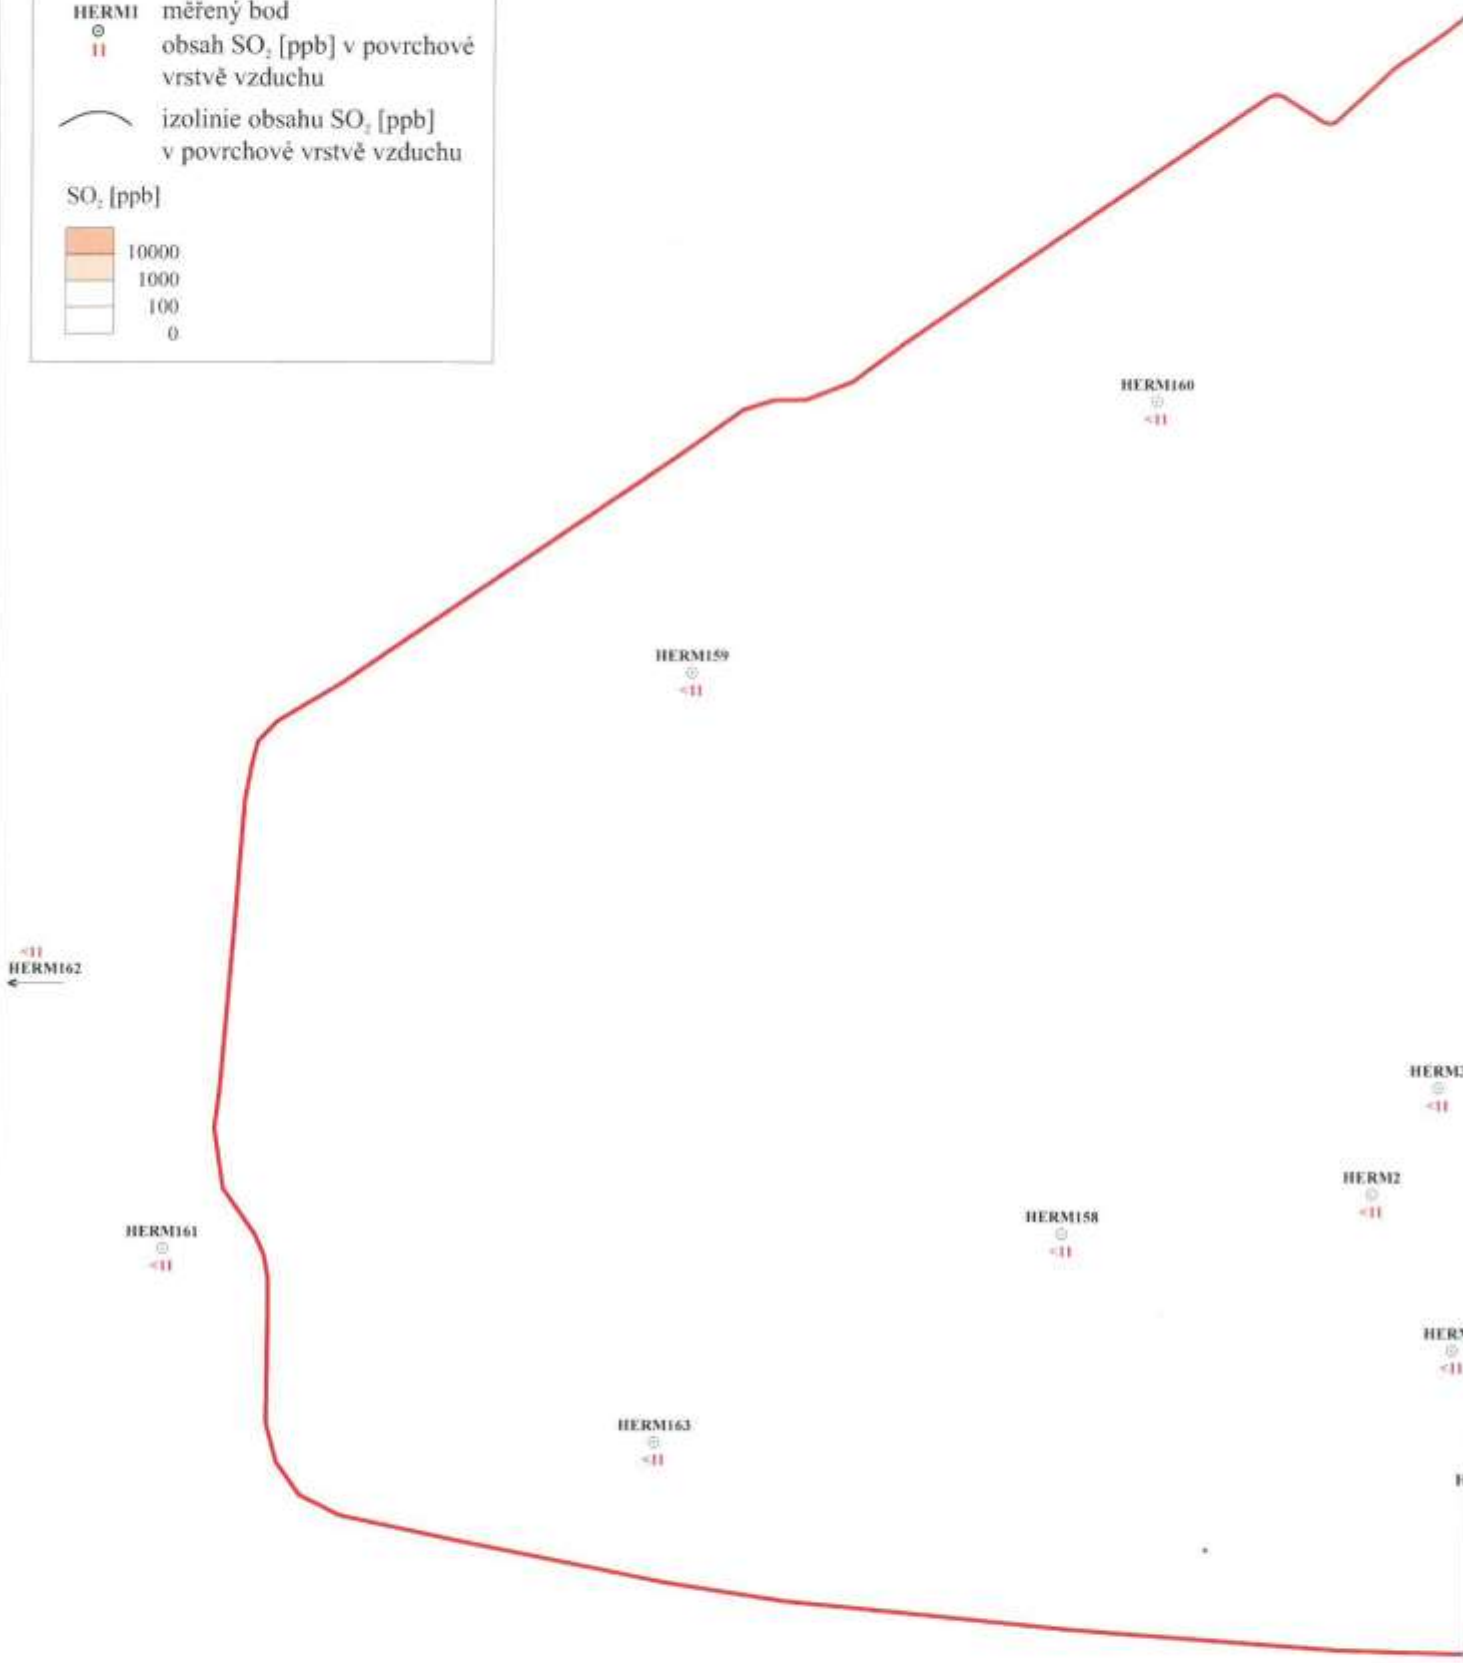 HERM1 měřený bod
11 obsah SO₂ [ppb] v povrchové
vrstvě vzduchu
izolinie obsahu SO₂ [ppb]
v povrchové vrstvě vzduchu
SO₂ [ppb]
10000
1000
100
0
HERM160
<11
HERM159
<11
<11
HERM162
HERM3
<11
HERM2
<11
HERM158
<11
HERM161
<11
HERM
<11
HERM163
<11
H